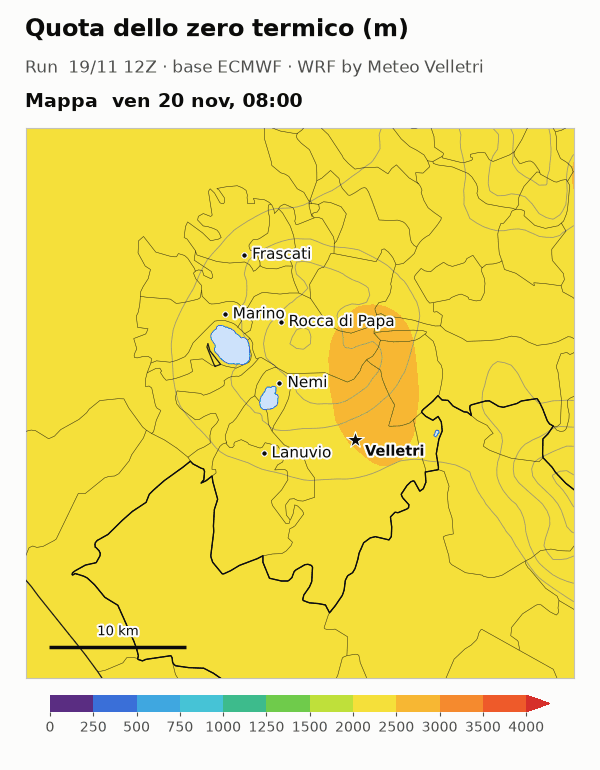 Quota dello zero termico (m)
Run  19/11 12Z · base ECMWF · WRF by Meteo Velletri
Mappa  ven 20 nov, 08:00
Frascati
Marino
Rocca di Papa
Nemi
Velletri
Lanuvio
10 km
0 250 500 750 1000 1250 1500 2000 2500 3000 3500 4000